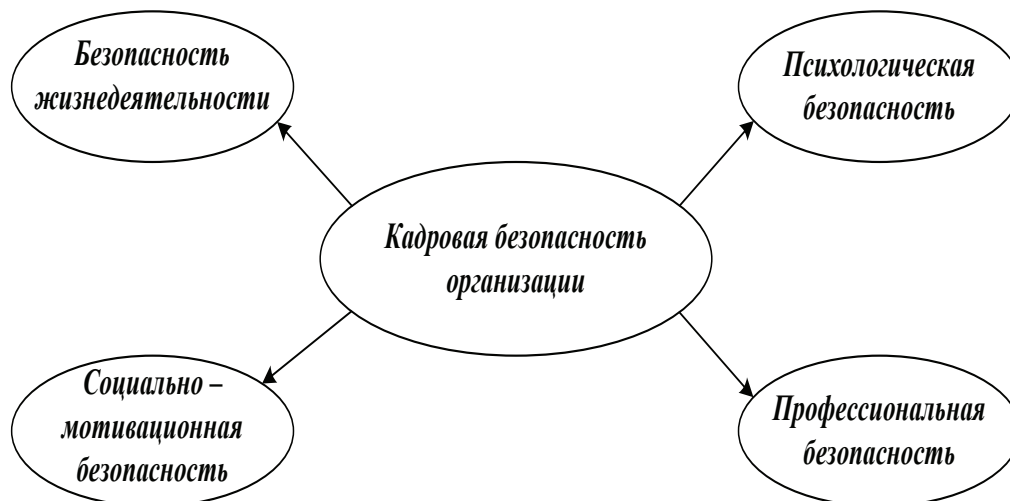 Безопасность
жизнедеятельности
Психологическая
безопасность
Кадровая безопасность
организации
Социально –
мотивационная
безопасность
Профессиональная
безопасность